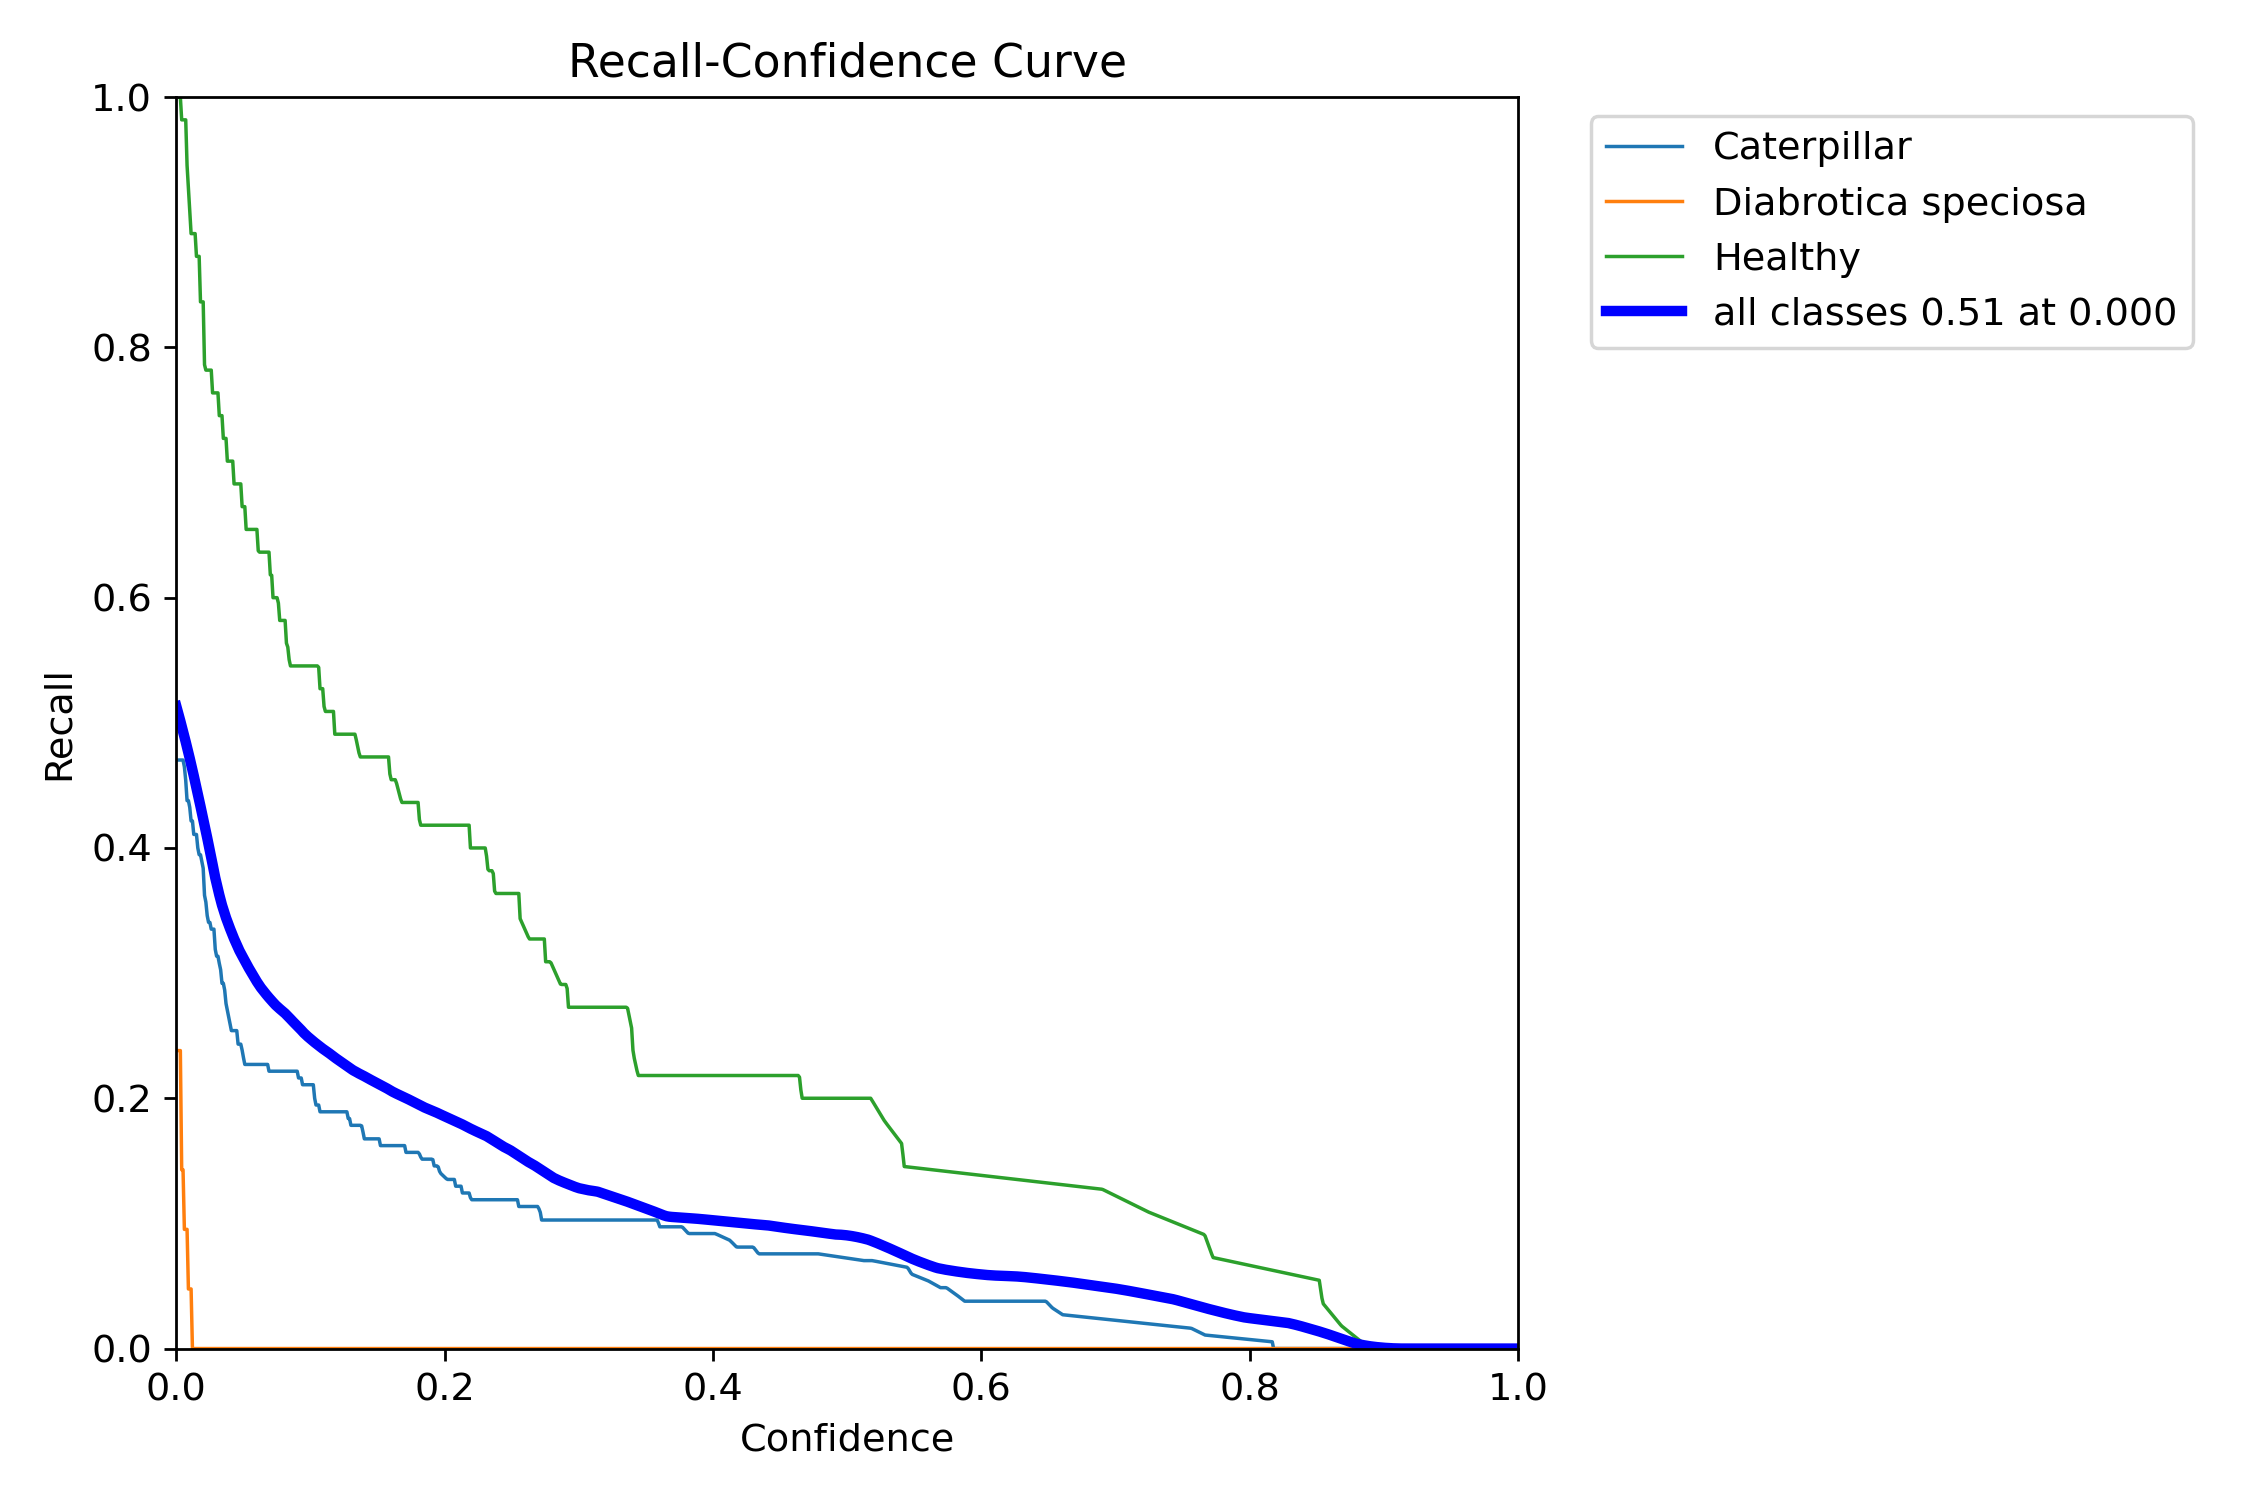 Recall-Confidence Curve
1.0
0.8
0.6
0.4
0.2
0.0
Recall
0.0 0.2 0.4 0.6 0.8 1.0
Confidence
Caterpillar
Diabrotica speciosa
Healthy
all classes 0.51 at 0.000